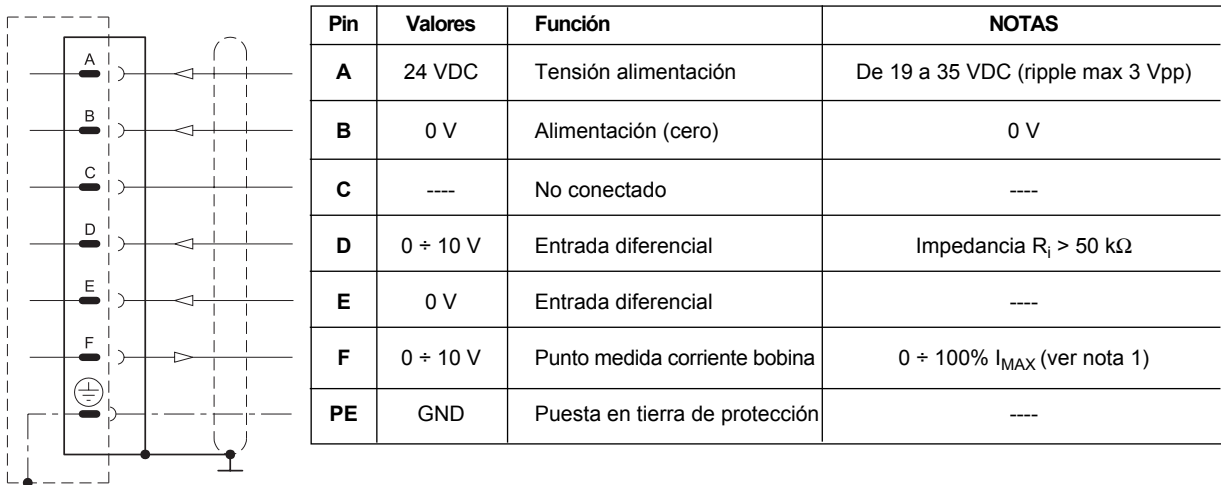 A
B
C
D
E
F
Pin Valores Función NOTAS
A 24 VDC Tensión alimentación De 19 a 35 VDC (ripple max 3 Vpp)
B 0 V Alimentación (cero) 0 V
C ---- No conectado ----
D 0 ÷ 10 V Entrada diferencial Impedancia Ri > 50 kΩ
E 0 V Entrada diferencial ----
F 0 ÷ 10 V Punto medida corriente bobina 0 ÷ 100% IMAX (ver nota 1)
PE GND Puesta en tierra de protección ----